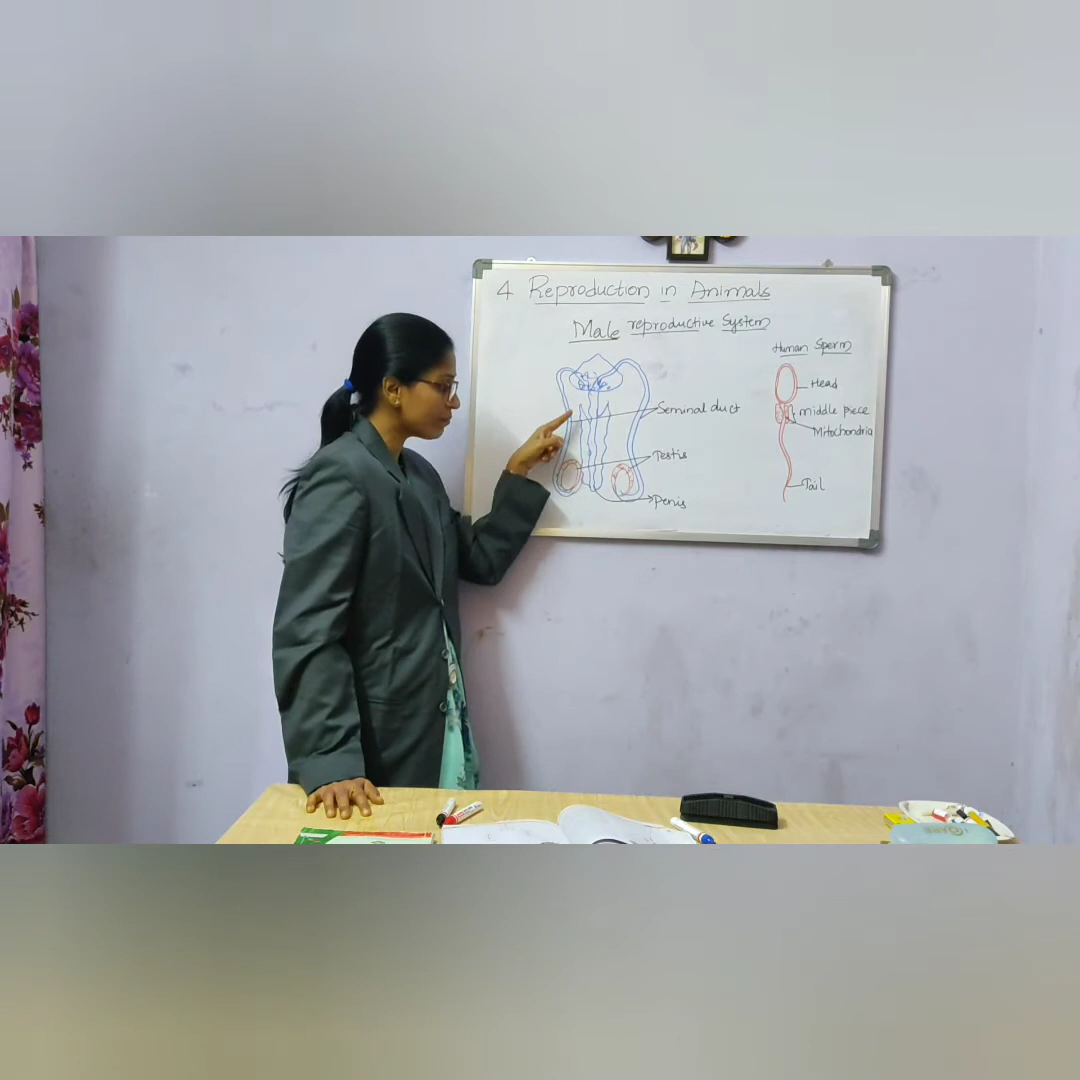 4 Reproduction in Animals
Male reproductive System
Human Sperm
Head
Seminal duct
middle piece
Mitochondria
Testis
Tail
Penis